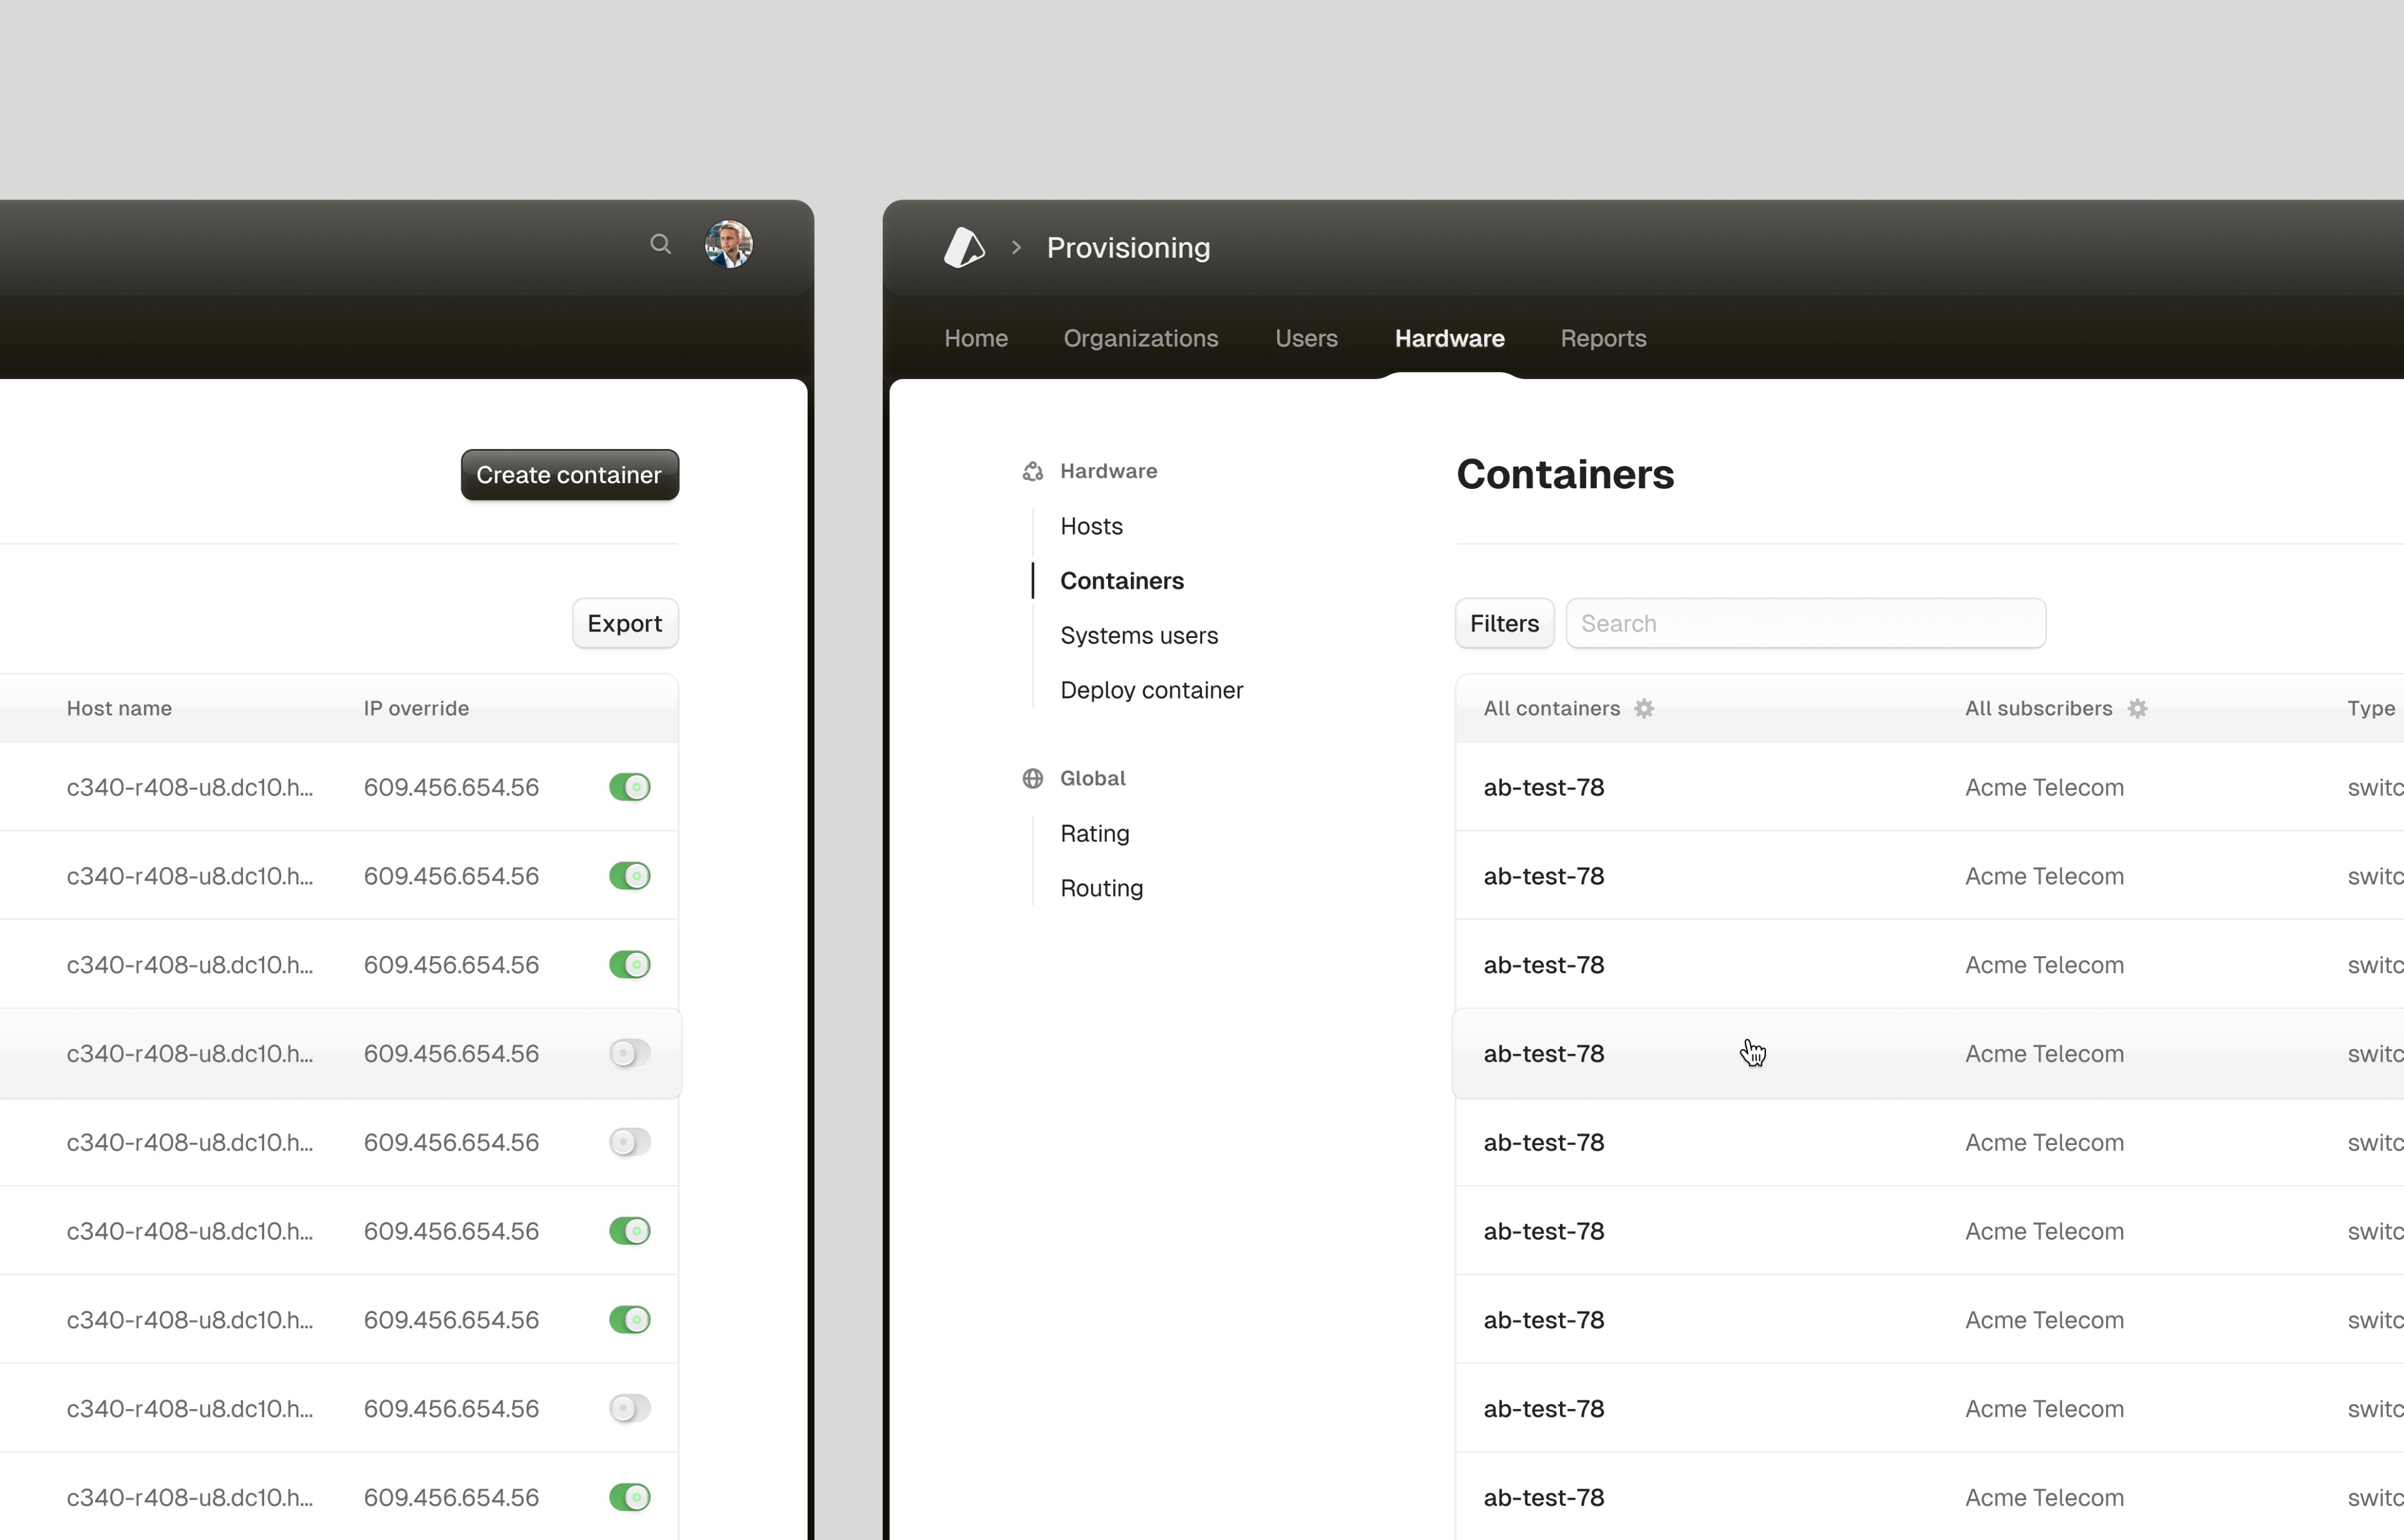 Create container
Export
Host name IP override
c340-r408-u8.dc10.h... 609.456.654.56
c340-r408-u8.dc10.h... 609.456.654.56
c340-r408-u8.dc10.h... 609.456.654.56
c340-r408-u8.dc10.h... 609.456.654.56
c340-r408-u8.dc10.h... 609.456.654.56
c340-r408-u8.dc10.h... 609.456.654.56
c340-r408-u8.dc10.h... 609.456.654.56
c340-r408-u8.dc10.h... 609.456.654.56
c340-r408-u8.dc10.h... 609.456.654.56
Provisioning
Home Organizations Users Hardware Reports
Hardware
Hosts
Containers
Systems users
Deploy container
Global
Rating
Routing
Containers
Filters Search
All containers All subscribers Type
ab-test-78 Acme Telecom switc
ab-test-78 Acme Telecom switc
ab-test-78 Acme Telecom switc
ab-test-78 Acme Telecom switc
ab-test-78 Acme Telecom switc
ab-test-78 Acme Telecom switc
ab-test-78 Acme Telecom switc
ab-test-78 Acme Telecom switc
ab-test-78 Acme Telecom switc